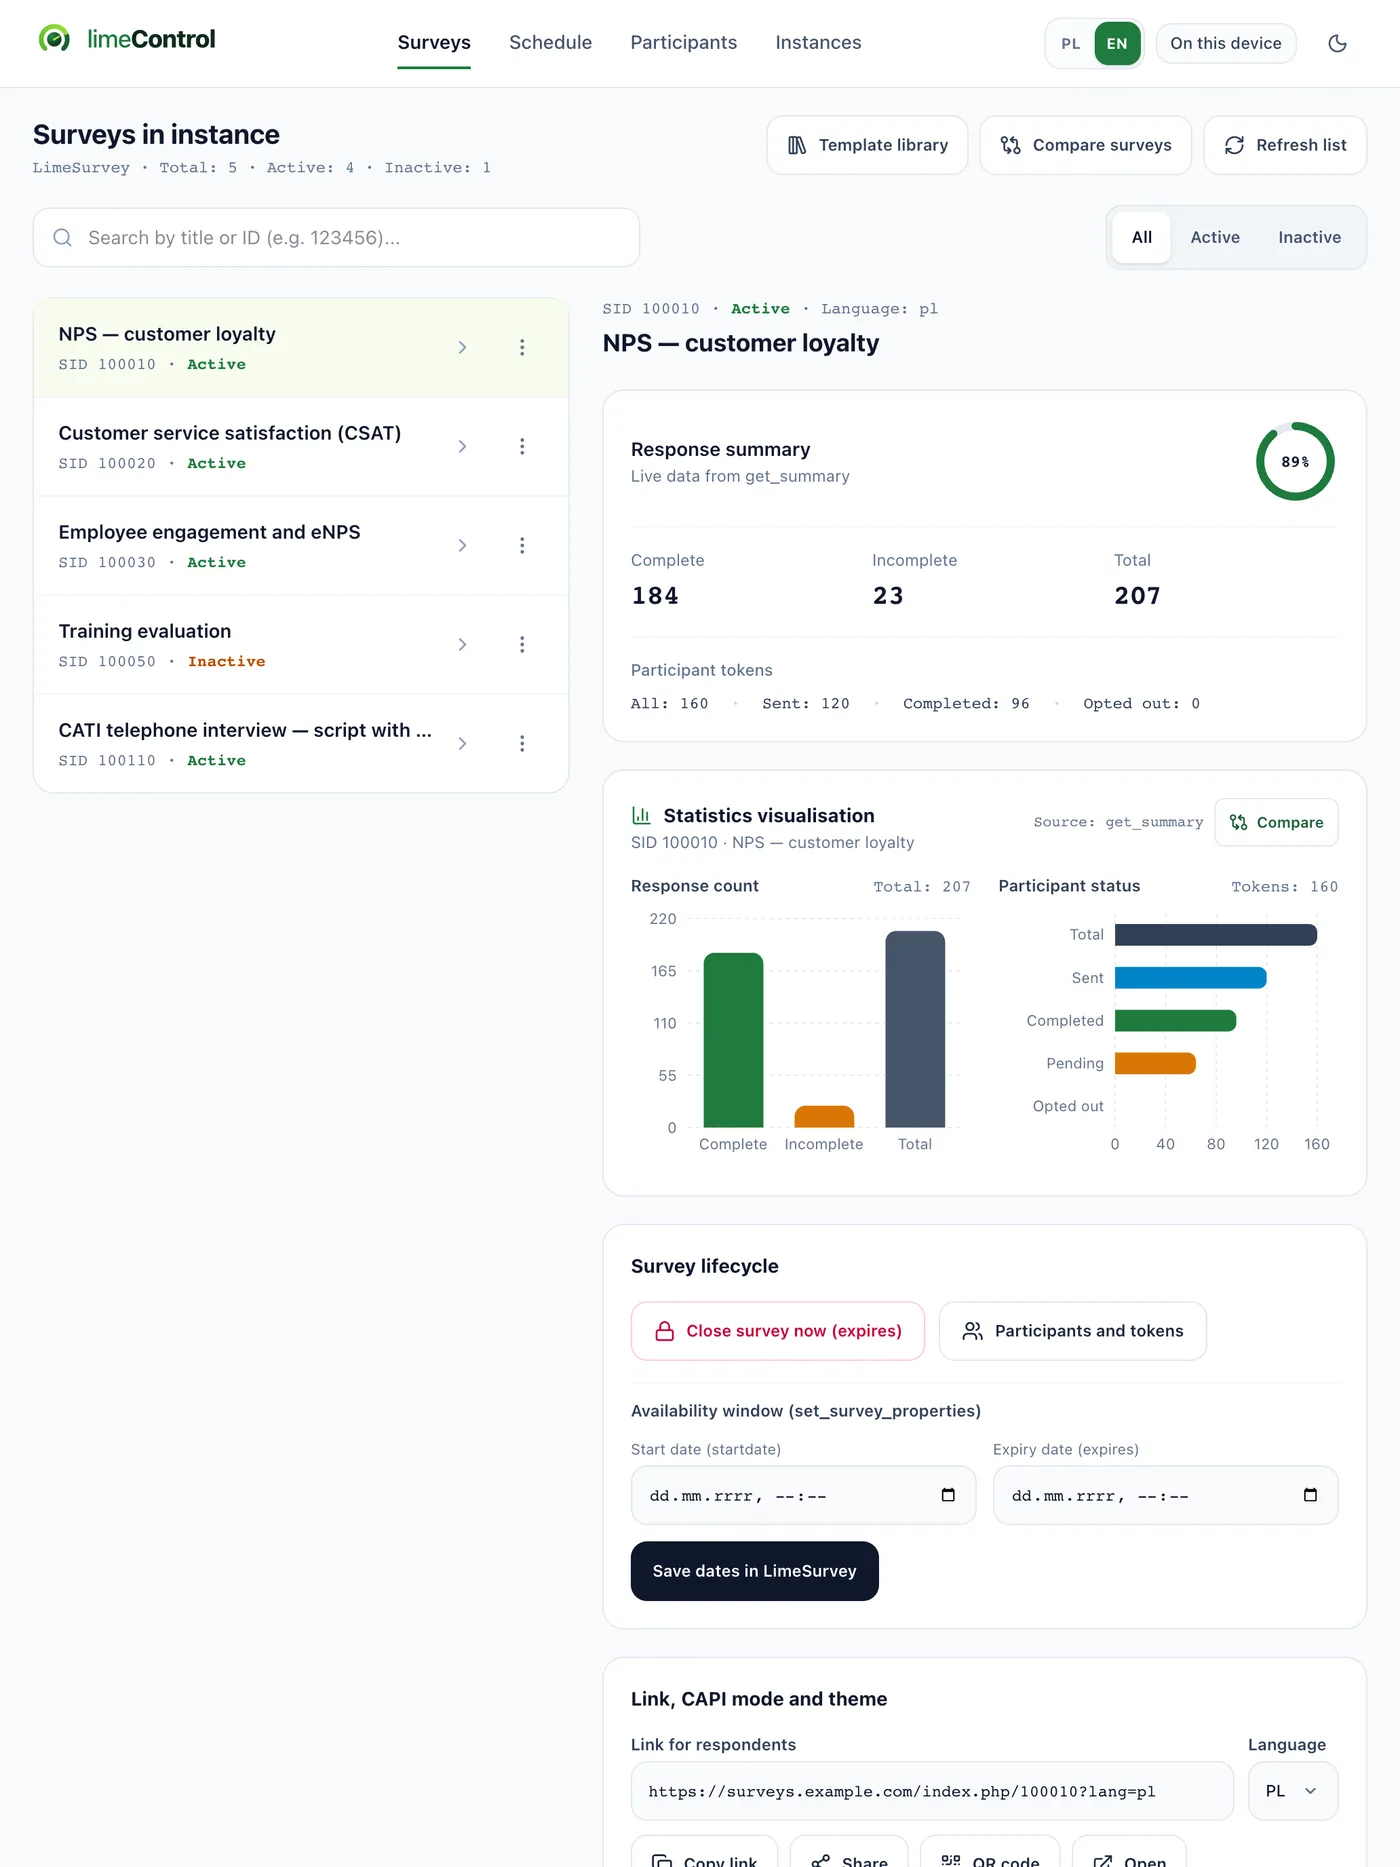 limeControl
Surveys
Schedule
Participants
Instances
PL
EN
On this device
Surveys in instance
LimeSurvey · Total: 5 · Active: 4 · Inactive: 1
Template library
Compare surveys
Refresh list
Search by title or ID (e.g. 123456)...
All
Active
Inactive
NPS — customer loyalty
SID 100010 · Active
Customer service satisfaction (CSAT)
SID 100020 · Active
Employee engagement and eNPS
SID 100030 · Active
Training evaluation
SID 100050 · Inactive
CATI telephone interview — script with ...
SID 100110 · Active
SID 100010 · Active · Language: pl
NPS — customer loyalty
Response summary
Live data from get_summary
89%
Complete
Incomplete
Total
184
23
207
Participant tokens
All: 160 · Sent: 120 · Completed: 96 · Opted out: 0
Statistics visualisation
SID 100010 · NPS — customer loyalty
Source: get_summary
Compare
Response count
Total: 207
220
165
110
55
0
Complete
Incomplete
Total
Participant status
Tokens: 160
Total
Sent
Completed
Pending
Opted out
0
40
80
120
160
Survey lifecycle
Close survey now (expires)
Participants and tokens
Availability window (set_survey_properties)
Start date (startdate)
Expiry date (expires)
dd.mm.rrrr, --:--
dd.mm.rrrr, --:--
Save dates in LimeSurvey
Link, CAPI mode and theme
Link for respondents
Language
https://surveys.example.com/index.php/100010?lang=pl
PL
Copy link
Share
QR code
Open